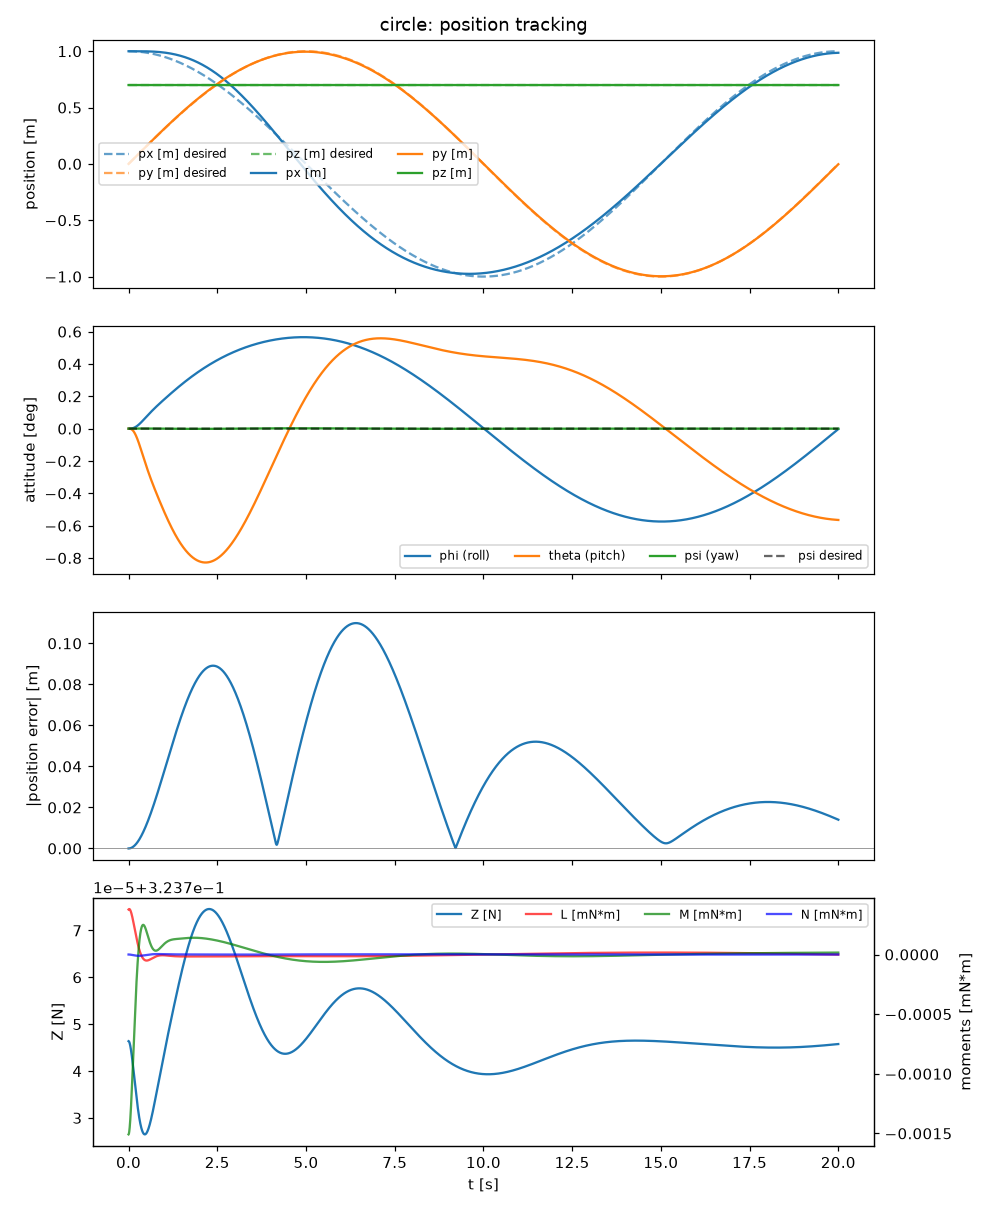 circle: position tracking
1.0
0.5
0.0
−0.5
−1.0
position [m]
px [m] desired
py [m] desired
pz [m] desired
px [m]
py [m]
pz [m]
0.6
0.4
0.2
0.0
−0.2
−0.4
−0.6
−0.8
attitude [deg]
phi (roll)
theta (pitch)
psi (yaw)
psi desired
0.10
0.08
0.06
0.04
0.02
0.00
|position error| [m]
1e−5+3.237e−1
7
6
5
4
3
Z [N]
Z [N]
L [mN*m]
M [mN*m]
N [mN*m]
0.0000
−0.0005
−0.0010
−0.0015
moments [mN*m]
0.0
2.5
5.0
7.5
10.0
12.5
15.0
17.5
20.0
t [s]